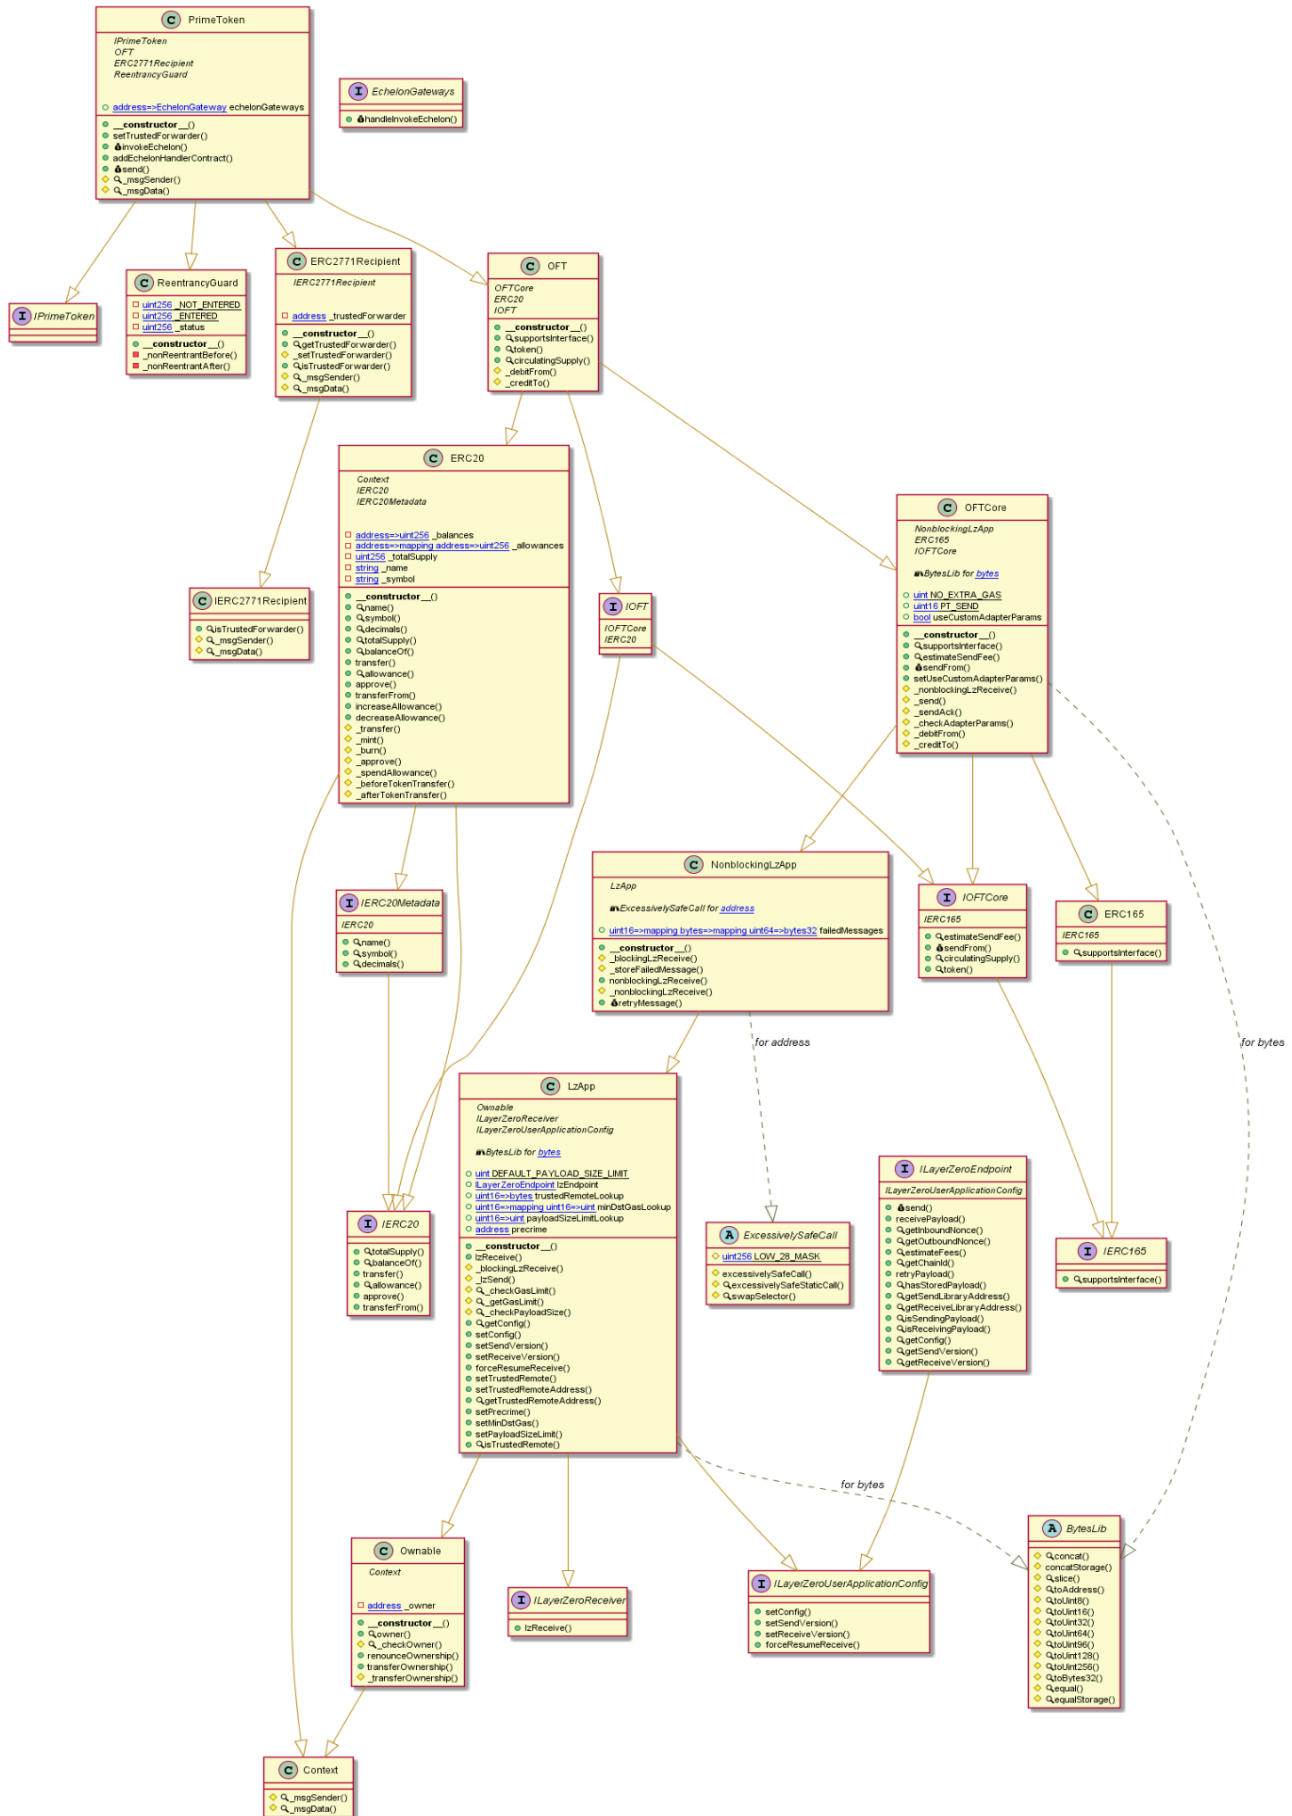 C PrimeToken
IPrimeToken
OFT
ERC2771Recipient
ReentrancyGuard
address=>EchelonGateway echelonGateways
__constructor__()
setTrustedForwarder()
invokeEchelon()
addEchelonHandlerContract()
send()
_msgSender()
_msgData()
I EchelonGateways
handleInvokeEchelon()
I IPrimeToken
C ReentrancyGuard
uint256 _NOT_ENTERED
uint256 _ENTERED
uint256 _status
__constructor__()
_nonReentrantBefore()
_nonReentrantAfter()
C ERC2771Recipient
IERC2771Recipient
address _trustedForwarder
__constructor__()
getTrustedForwarder()
_setTrustedForwarder()
isTrustedForwarder()
_msgSender()
_msgData()
C OFT
OFTCore
ERC20
IOFT
__constructor__()
supportsInterface()
token()
circulatingSupply()
_debitFrom()
_creditTo()
C ERC20
Context
IERC20
IERC20Metadata
address=>uint256 _balances
address=>mapping address=>uint256 _allowances
uint256 _totalSupply
string _name
string _symbol
__constructor__()
name()
symbol()
decimals()
totalSupply()
balanceOf()
transfer()
allowance()
approve()
transferFrom()
increaseAllowance()
decreaseAllowance()
_transfer()
_mint()
_burn()
_approve()
_spendAllowance()
_beforeTokenTransfer()
_afterTokenTransfer()
C IERC2771Recipient
isTrustedForwarder()
_msgSender()
_msgData()
I IOFT
IOFTCore
IERC20
C OFTCore
NonblockingLzApp
ERC165
IOFTCore
BytesLib for bytes
uint NO_EXTRA_GAS
uint16 PT_SEND
bool useCustomAdapterParams
__constructor__()
supportsInterface()
estimateSendFee()
sendFrom()
setUseCustomAdapterParams()
_nonblockingLzReceive()
_send()
_sendAck()
_checkAdapterParams()
_debitFrom()
_creditTo()
C NonblockingLzApp
LzApp
ExcessivelySafeCall for address
uint16=>mapping bytes=>mapping uint64=>bytes32 failedMessages
__constructor__()
_blockingLzReceive()
_storeFailedMessage()
nonblockingLzReceive()
_nonblockingLzReceive()
retryMessage()
I IERC20Metadata
IERC20
name()
symbol()
decimals()
I IOFTCore
IERC165
estimateSendFee()
sendFrom()
circulatingSupply()
token()
C ERC165
IERC165
supportsInterface()
for address
for bytes
C LzApp
Ownable
ILayerZeroReceiver
ILayerZeroUserApplicationConfig
BytesLib for bytes
uint DEFAULT_PAYLOAD_SIZE_LIMIT
ILayerZeroEndpoint lzEndpoint
uint16=>bytes trustedRemoteLookup
uint16=>mapping uint16=>uint minDstGasLookup
uint16=>uint payloadSizeLimitLookup
address precrime
__constructor__()
lzReceive()
_blockingLzReceive()
_lzSend()
_checkGasLimit()
_getGasLimit()
_checkPayloadSize()
getConfig()
setConfig()
setSendVersion()
setReceiveVersion()
forceResumeReceive()
setTrustedRemote()
setTrustedRemoteAddress()
getTrustedRemoteAddress()
setPrecrime()
setMinDstGas()
setPayloadSizeLimit()
isTrustedRemote()
I IERC20
totalSupply()
balanceOf()
transfer()
allowance()
approve()
transferFrom()
A ExcessivelySafeCall
uint256 LOW_28_MASK
excessivelySafeCall()
excessivelySafeStaticCall()
swapSelector()
I ILayerZeroEndpoint
ILayerZeroUserApplicationConfig
send()
receivePayload()
getInboundNonce()
getOutboundNonce()
estimateFees()
getChainId()
retryPayload()
hasStoredPayload()
getSendLibraryAddress()
getReceiveLibraryAddress()
isSendingPayload()
isReceivingPayload()
getConfig()
getSendVersion()
getReceiveVersion()
I IERC165
supportsInterface()
for bytes
C Ownable
Context
address _owner
__constructor__()
owner()
_checkOwner()
renounceOwnership()
transferOwnership()
_transferOwnership()
I ILayerZeroReceiver
lzReceive()
I ILayerZeroUserApplicationConfig
setConfig()
setSendVersion()
setReceiveVersion()
forceResumeReceive()
A BytesLib
concat()
concatStorage()
slice()
toAddress()
toUint8()
toUint16()
toUint32()
toUint64()
toUint96()
toUint128()
toUint256()
toBytes32()
equal()
equalStorage()
C Context
_msgSender()
_msgData()